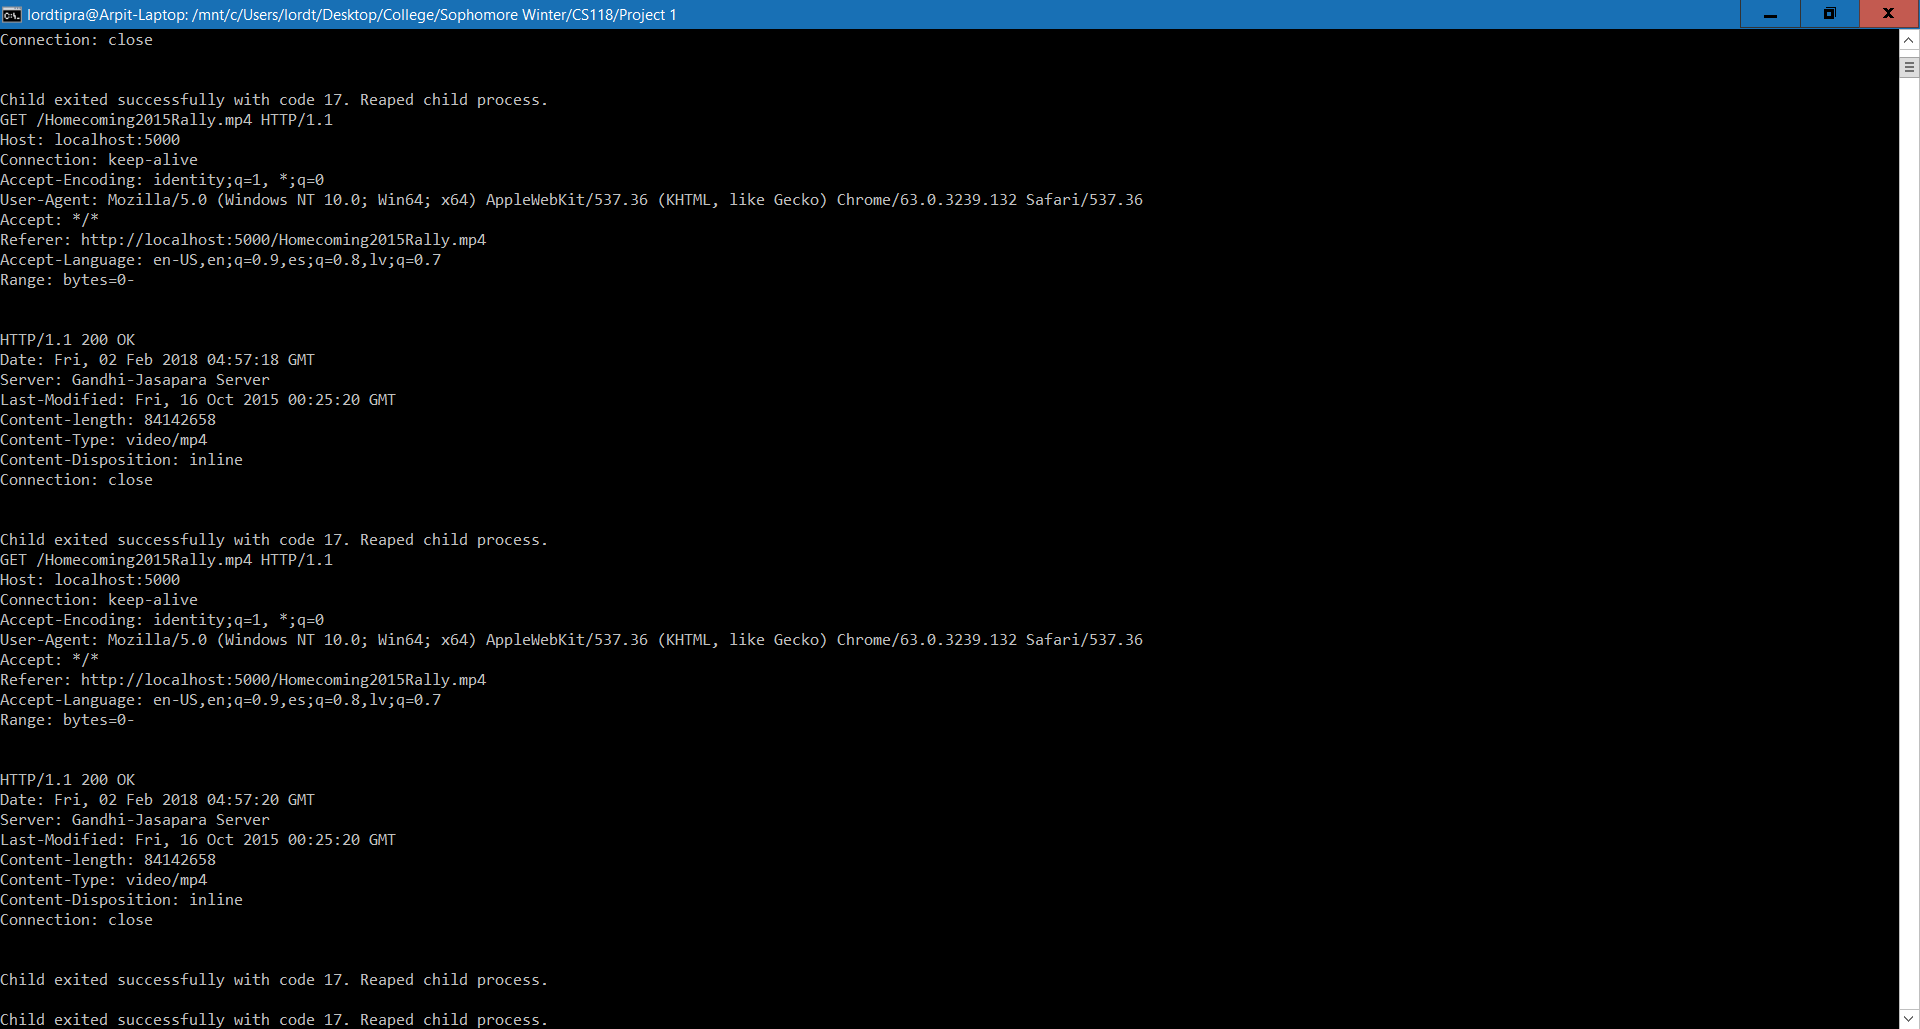 lordtipra@Arpit-Laptop: /mnt/c/Users/lordt/Desktop/College/Sophomore Winter/CS118/Project 1
Connection: close
Child exited successfully with code 17. Reaped child process.
GET /Homecoming2015Rally.mp4 HTTP/1.1
Host: localhost:5000
Connection: keep-alive
Accept-Encoding: identity;q=1, *;q=0
User-Agent: Mozilla/5.0 (Windows NT 10.0; Win64; x64) AppleWebKit/537.36 (KHTML, like Gecko) Chrome/63.0.3239.132 Safari/537.36
Accept: */*
Referer: http://localhost:5000/Homecoming2015Rally.mp4
Accept-Language: en-US,en;q=0.9,es;q=0.8,lv;q=0.7
Range: bytes=0-
HTTP/1.1 200 OK
Date: Fri, 02 Feb 2018 04:57:18 GMT
Server: Gandhi-Jasapara Server
Last-Modified: Fri, 16 Oct 2015 00:25:20 GMT
Content-length: 84142658
Content-Type: video/mp4
Content-Disposition: inline
Connection: close
Child exited successfully with code 17. Reaped child process.
GET /Homecoming2015Rally.mp4 HTTP/1.1
Host: localhost:5000
Connection: keep-alive
Accept-Encoding: identity;q=1, *;q=0
User-Agent: Mozilla/5.0 (Windows NT 10.0; Win64; x64) AppleWebKit/537.36 (KHTML, like Gecko) Chrome/63.0.3239.132 Safari/537.36
Accept: */*
Referer: http://localhost:5000/Homecoming2015Rally.mp4
Accept-Language: en-US,en;q=0.9,es;q=0.8,lv;q=0.7
Range: bytes=0-
HTTP/1.1 200 OK
Date: Fri, 02 Feb 2018 04:57:20 GMT
Server: Gandhi-Jasapara Server
Last-Modified: Fri, 16 Oct 2015 00:25:20 GMT
Content-length: 84142658
Content-Type: video/mp4
Content-Disposition: inline
Connection: close
Child exited successfully with code 17. Reaped child process.
Child exited successfully with code 17. Reaped child process.